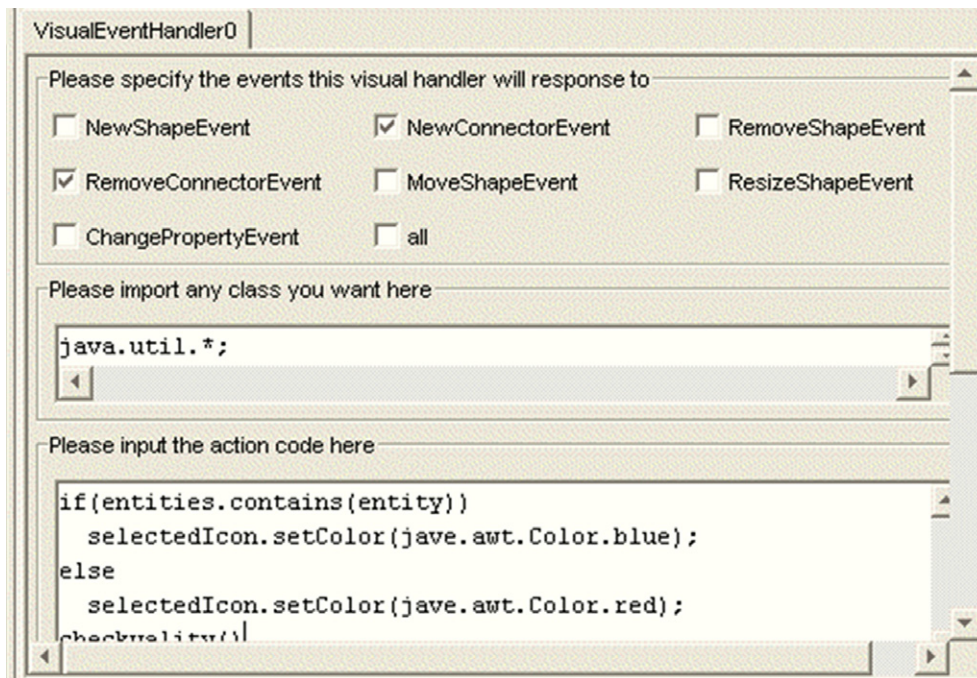 VisualEventHandler0
Please specify the events this visual handler will response to
NewShapeEvent NewConnectorEvent RemoveShapeEvent
RemoveConnectorEvent MoveShapeEvent ResizeShapeEvent
ChangePropertyEvent all
Please import any class you want here
java.util.*;
Please input the action code here
if(entities.contains(entity))
selectedIcon.setColor(jave.awt.Color.blue);
else
selectedIcon.setColor(jave.awt.Color.red);